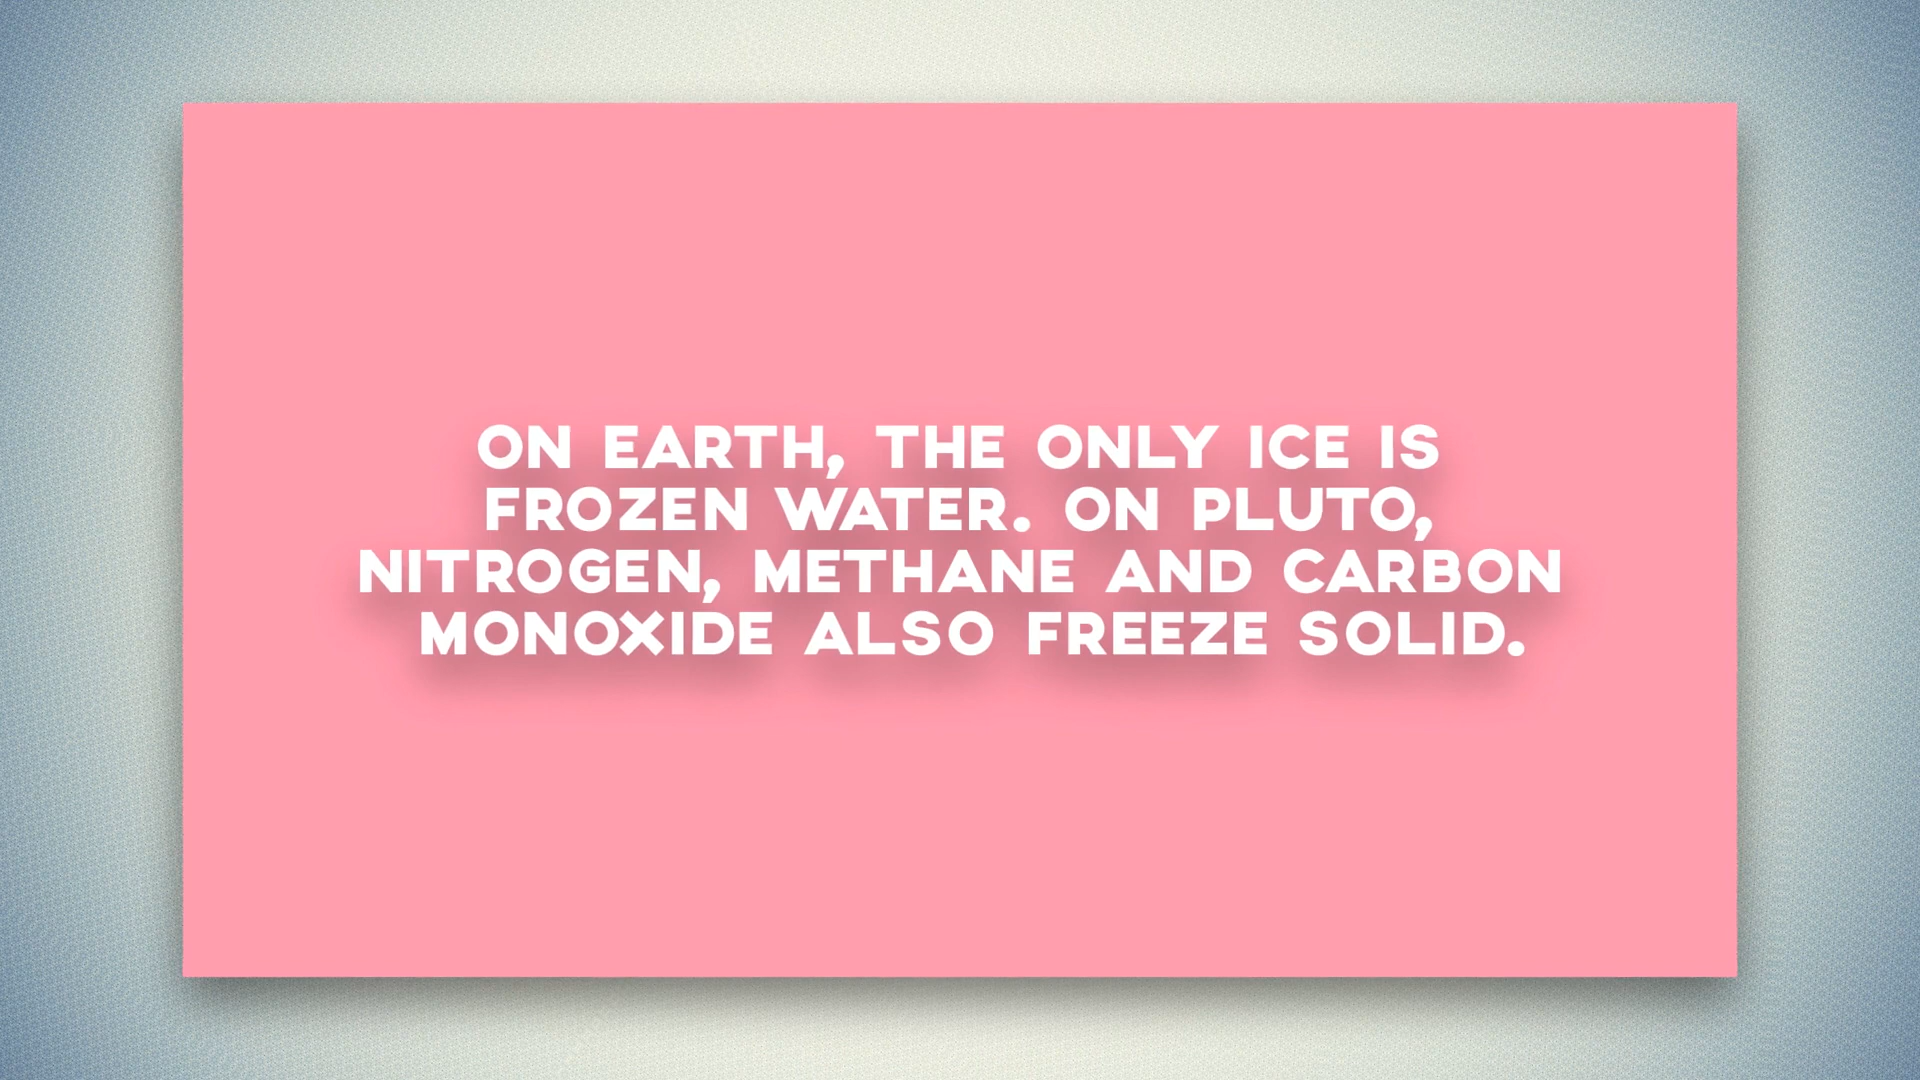 ON EARTH, THE ONLY ICE IS
FROZEN WATER. ON PLUTO,
NITROGEN, METHANE AND CARBON
MONOXIDE ALSO FREEZE SOLID.